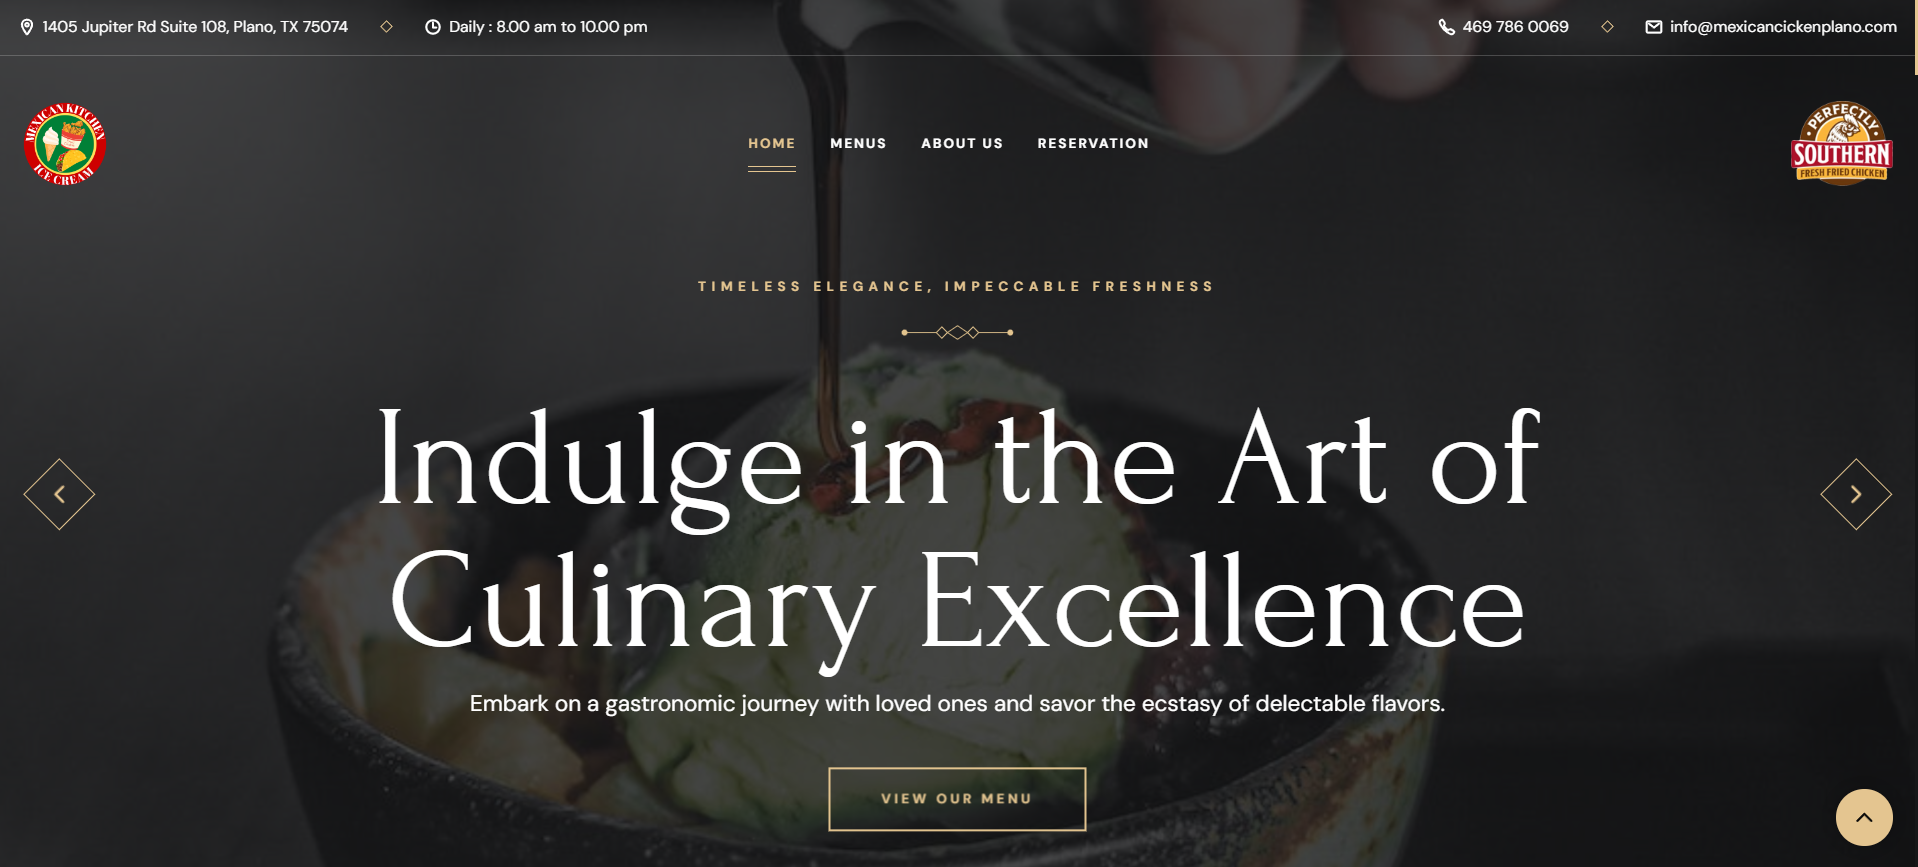 1405 Jupiter Rd Suite 108, Plano, TX 75074
Daily : 8.00 am to 10.00 pm
469 786 0069
info@mexicancickenplano.com
MEXICAN KITCHEN
ICE CREAM
HOME
MENUS
ABOUT US
RESERVATION
PERFECTLY
SOUTHERN
FRESH FRIED CHICKEN
TIMELESS ELEGANCE, IMPECCABLE FRESHNESS
Indulge in the Art of
Culinary Excellence
Embark on a gastronomic journey with loved ones and savor the ecstasy of delectable flavors.
VIEW OUR MENU